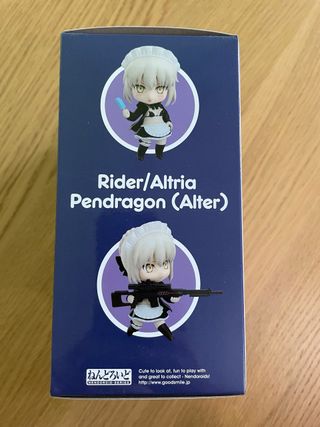 Rider/Altria
Pendragon (Alter)
ねんどろいど
NENDOROID SERIES
Cute to look at, fun to play with
and great to collect - Nendoroids!
http://www.goodsmile.jp